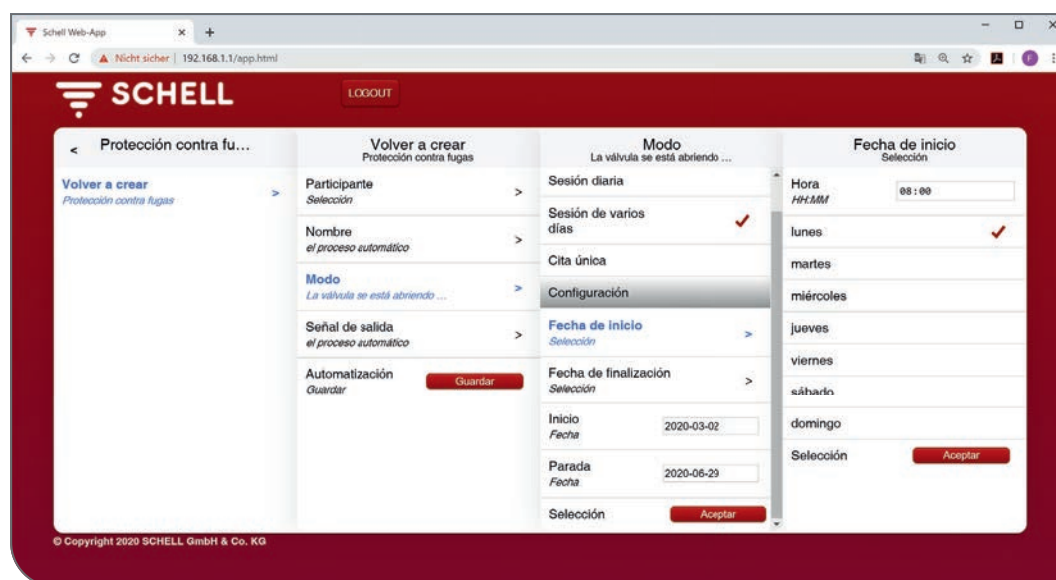 Schell Web-App
Nicht sicher | 192.168.1.1/app.html
SCHELL
LOGOUT
< Protección contra fu...
Volver a crear
Protección contra fugas
>
Volver a crear
Protección contra fugas
Participante
Selección
>
Nombre
el proceso automático
>
Modo
La válvula se está abriendo ...
>
Señal de salida
el proceso automático
>
Automatización
Guardar
Guardar
Modo
La válvula se está abriendo ...
Sesión diaria
Sesión de varios
días
Cita única
Configuración
Fecha de inicio
Selección
>
Fecha de finalización
Selección
>
Inicio
Fecha
2020-03-02
Parada
Fecha
2020-06-29
Selección
Aceptar
Fecha de inicio
Selección
Hora
HH:MM
08:00
lunes
martes
miércoles
jueves
viernes
sábado
domingo
Selección
Aceptar
© Copyright 2020 SCHELL GmbH & Co. KG